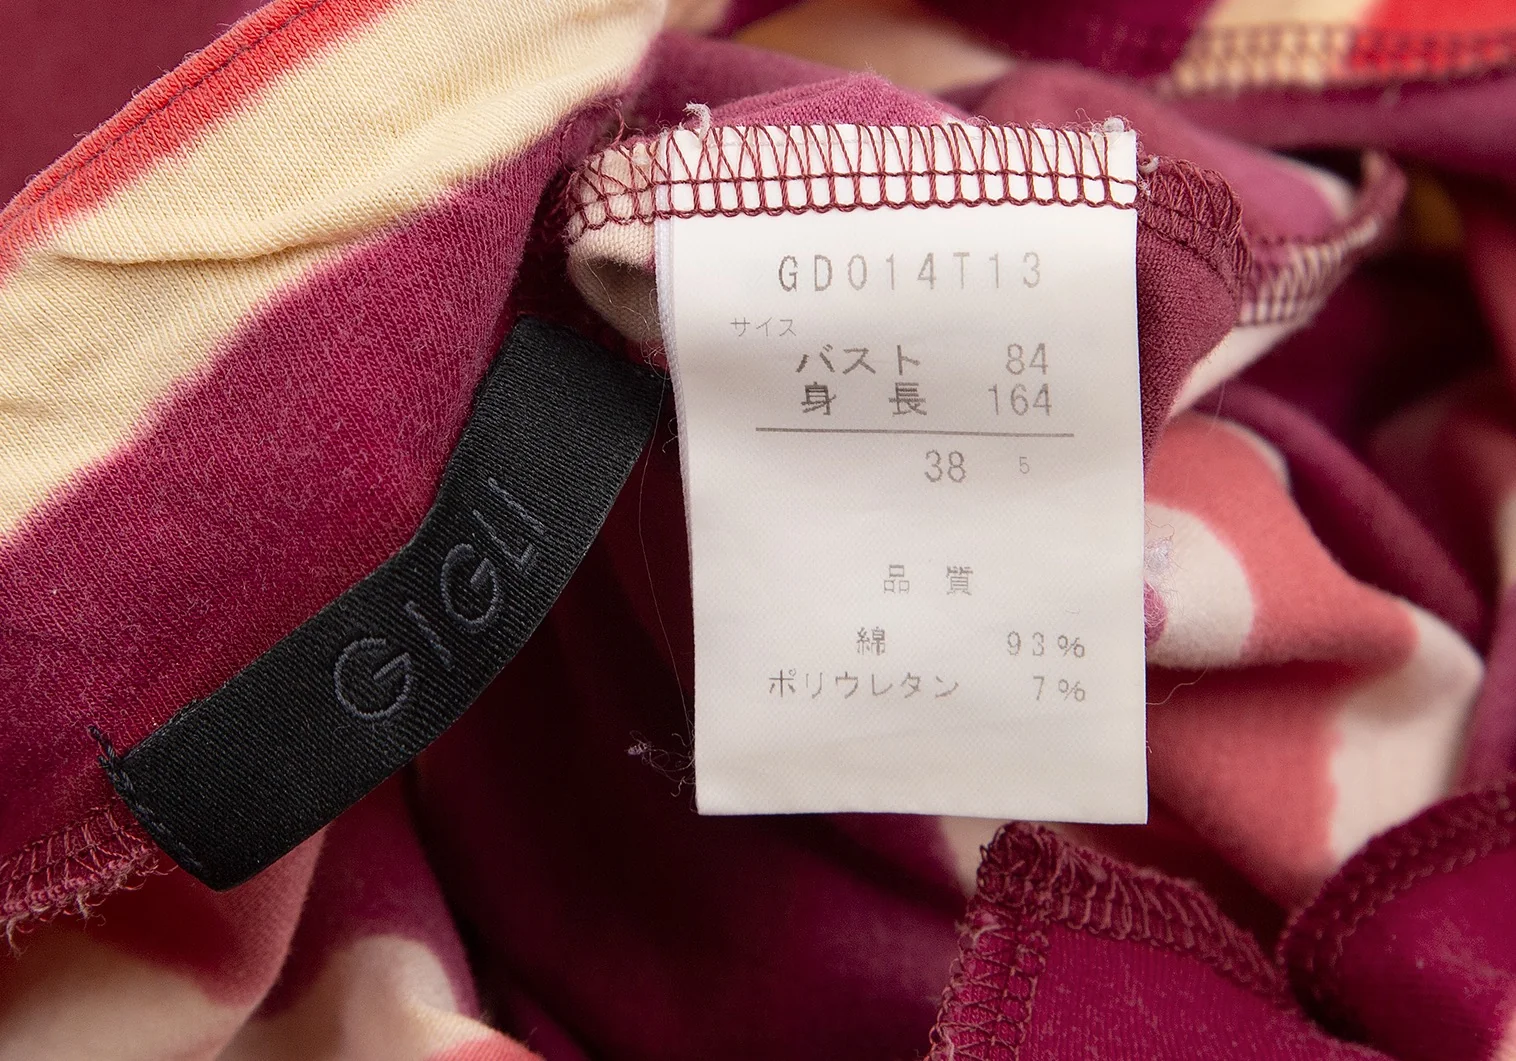 GD014T13
サイズ
バスト 84
身 長 164
38 5
品 質
綿 93%
ポリウレタン 7%
GIGLI